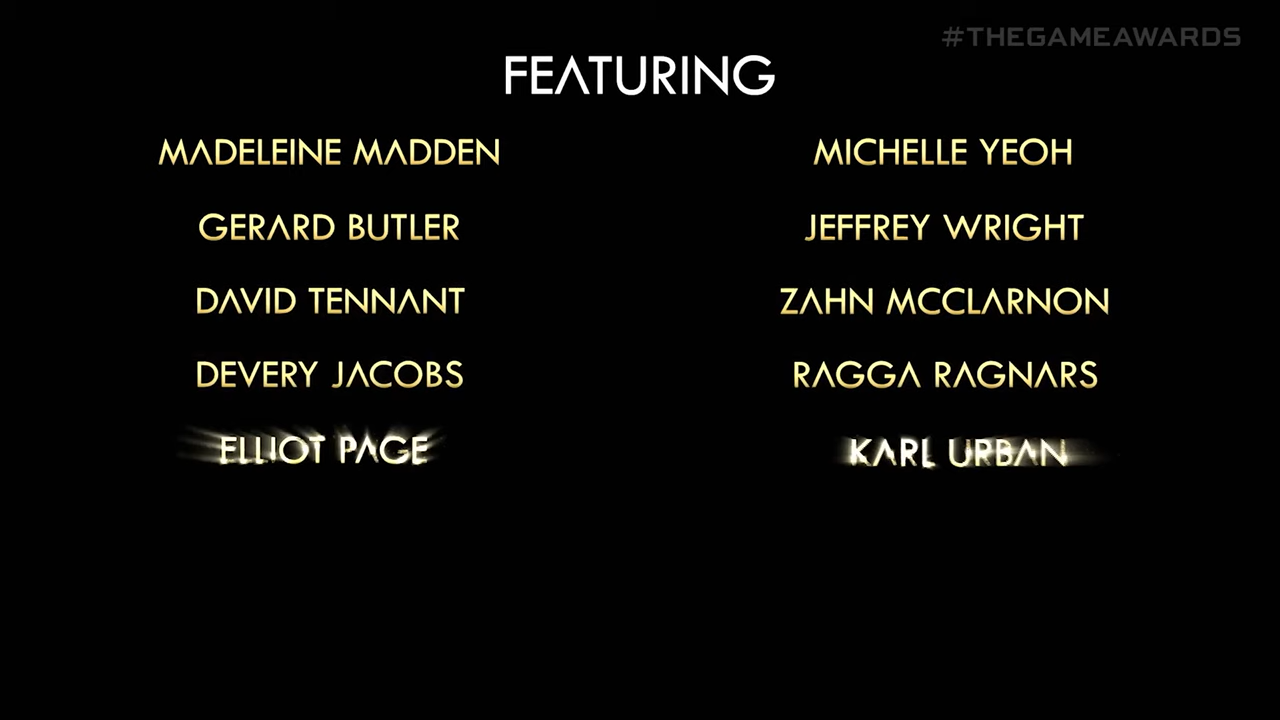 #THEGAMEAWARDS
FEATURING
MADELEINE MADDEN
MICHELLE YEOH
GERARD BUTLER
JEFFREY WRIGHT
DAVID TENNANT
ZAHN MCCLARNON
DEVERY JACOBS
RAGGA RAGNARS
ELLIOT PAGE
KARL URBAN